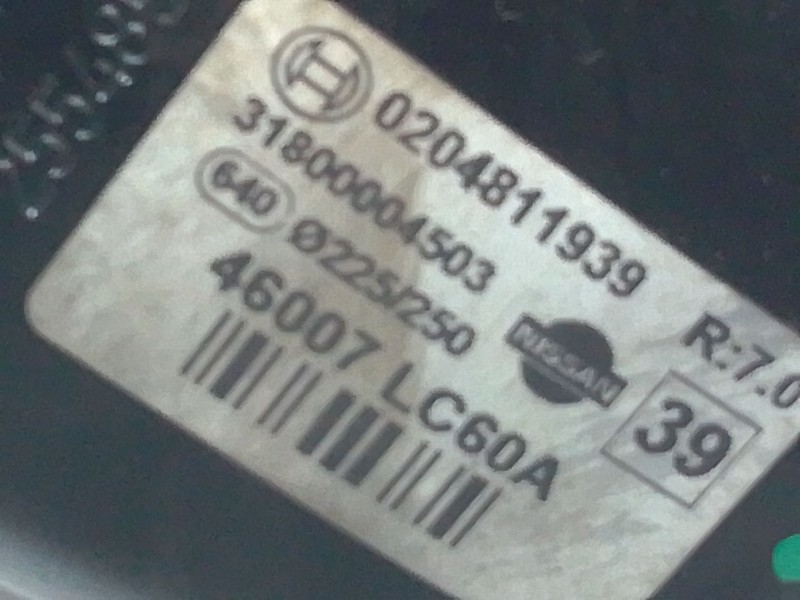 0204811939
31800004503
640 Ø225/250
R:7.0
46007 LC60A
NISSAN
39